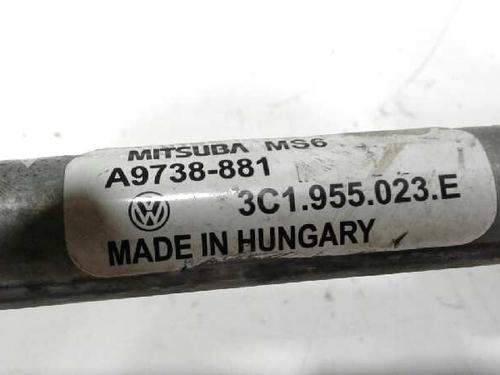 MITSUBA MS6
A9738-881
3C1.955.023.E
MADE IN HUNGARY